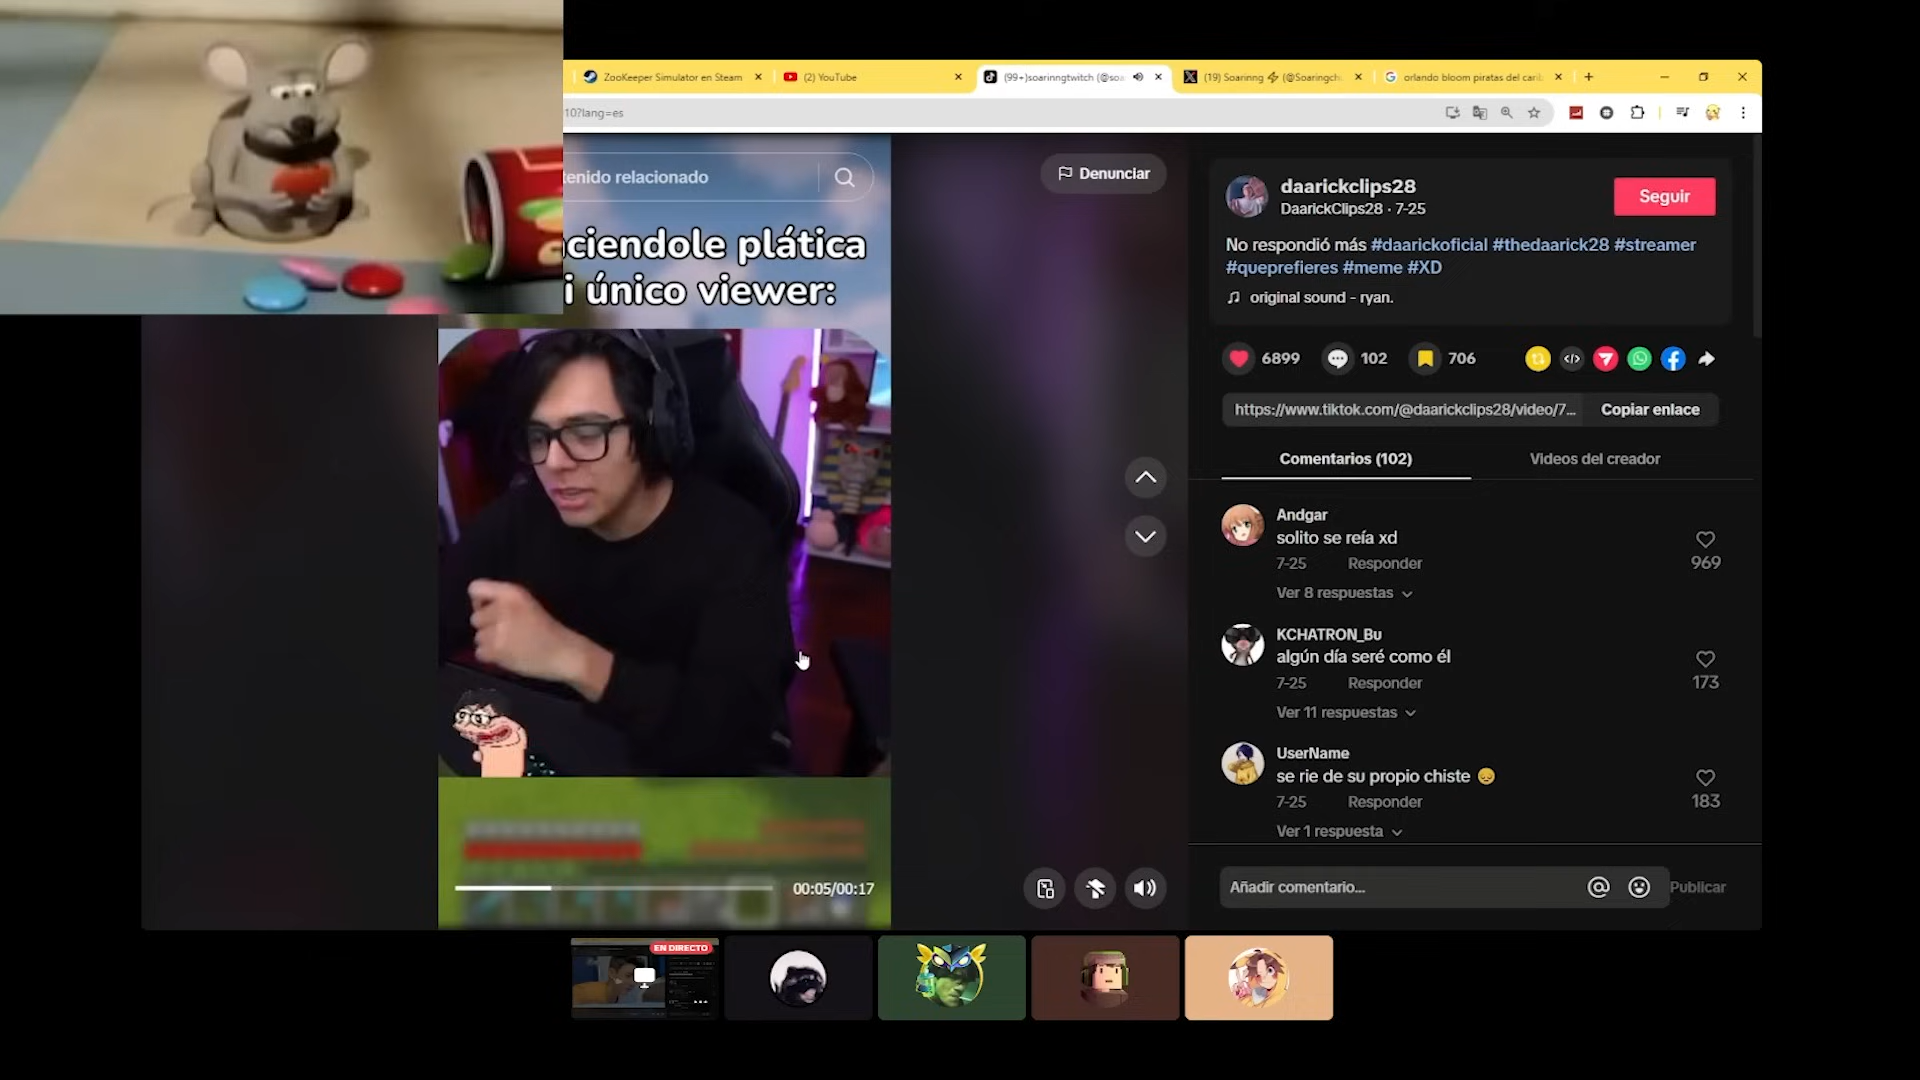 ZooKeeper Simulator en Steam
(2) YouTube
(99+)soarinngtwitch (@soa
(19) Soarinng ⚡ (@Soaringch
orlando bloom piratas del carib
10?lang=es
tenido relacionado
Denunciar
ciendole plática
i único viewer:
00:05/00:17
daarickclips28
DaarickClips28 · 7-25
Seguir
No respondió más #daarickoficial #thedaarick28 #streamer
#queprefieres #meme #XD
original sound - ryan.
6899
102
706
https://www.tiktok.com/@daarickclips28/video/7...
Copiar enlace
Comentarios (102)
Videos del creador
Andgar
solito se reía xd
7-25 Responder
969
Ver 8 respuestas
KCHATRON_Bu
algún día seré como él
7-25 Responder
173
Ver 11 respuestas
UserName
se rie de su propio chiste 😞
7-25 Responder
183
Ver 1 respuesta
Añadir comentario...
Publicar
EN DIRECTO